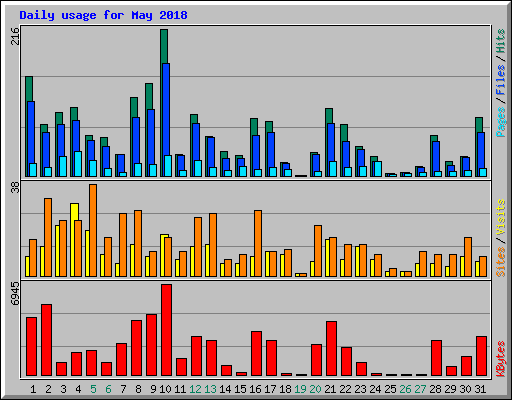 Daily usage for May 2018
216
Pages / Files / Hits
38
Sites / Visits
6945
KBytes
1 2 3 4 5 6 7 8 9 10 11 12 13 14 15 16 17 18 19 20 21 22 23 24 25 26 27 28 29 30 31